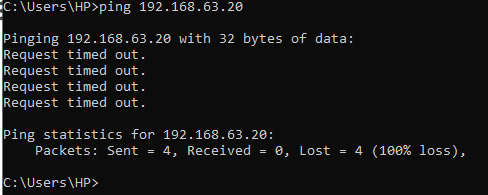 C:\Users\HP>ping 192.168.63.20
Pinging 192.168.63.20 with 32 bytes of data:
Request timed out.
Request timed out.
Request timed out.
Request timed out.
Ping statistics for 192.168.63.20:
    Packets: Sent = 4, Received = 0, Lost = 4 (100% loss),
C:\Users\HP>